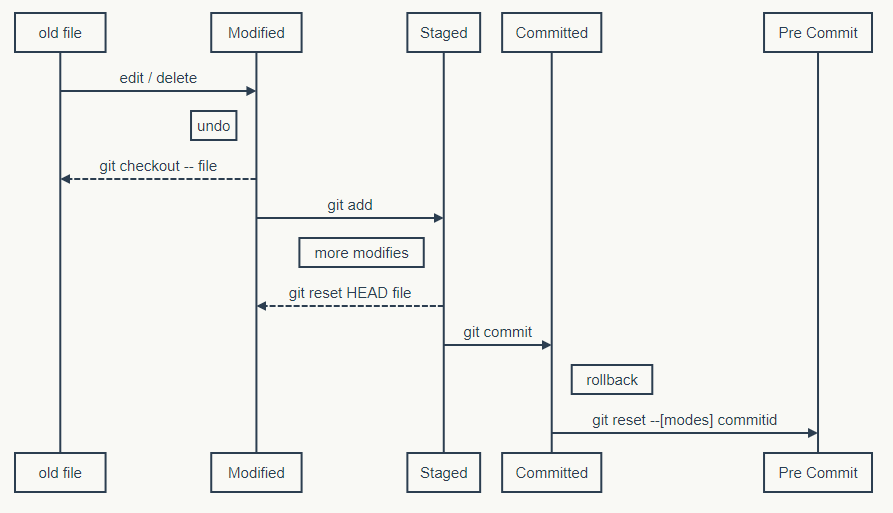 old file
Modified
Staged
Committed
Pre Commit
edit / delete
undo
git checkout -- file
git add
more modifies
git reset HEAD file
git commit
rollback
git reset --[modes] commitid
old file
Modified
Staged
Committed
Pre Commit